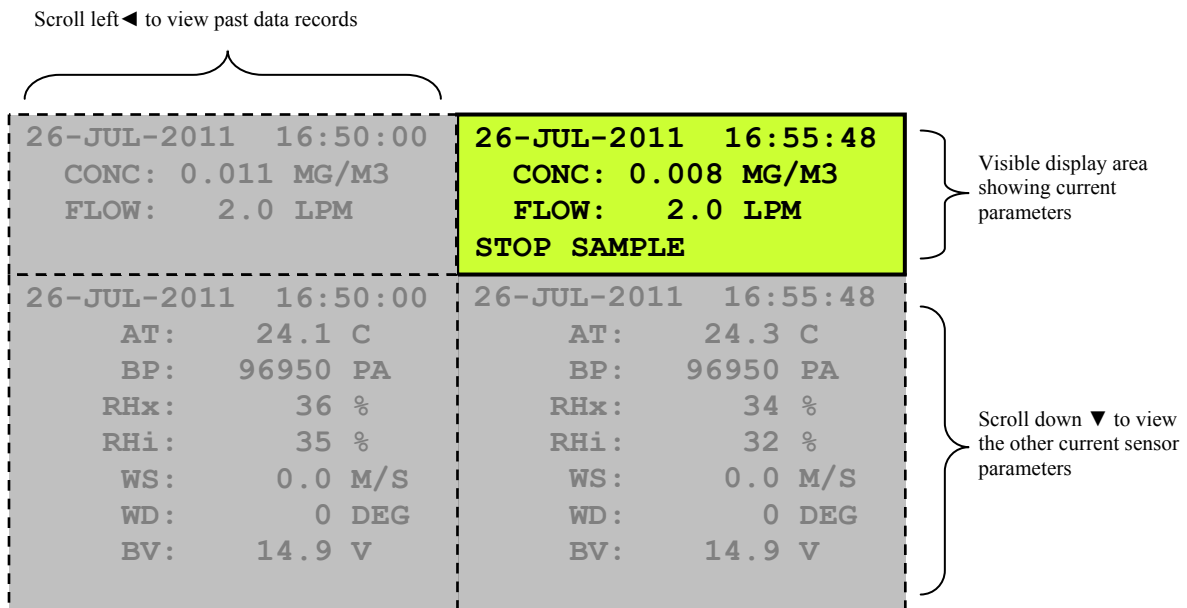 Scroll left◄ to view past data records
26-JUL-2011 16:50:00
CONC: 0.011 MG/M3
FLOW: 2.0 LPM
26-JUL-2011 16:55:48
CONC: 0.008 MG/M3
FLOW: 2.0 LPM
STOP SAMPLE
Visible display area
showing current
parameters
26-JUL-2011 16:50:00
AT: 24.1 C
BP: 96950 PA
RHx: 36 %
RHi: 35 %
WS: 0.0 M/S
WD: 0 DEG
BV: 14.9 V
26-JUL-2011 16:55:48
AT: 24.3 C
BP: 96950 PA
RHx: 34 %
RHi: 32 %
WS: 0.0 M/S
WD: 0 DEG
BV: 14.9 V
Scroll down ▼ to view
the other current sensor
parameters